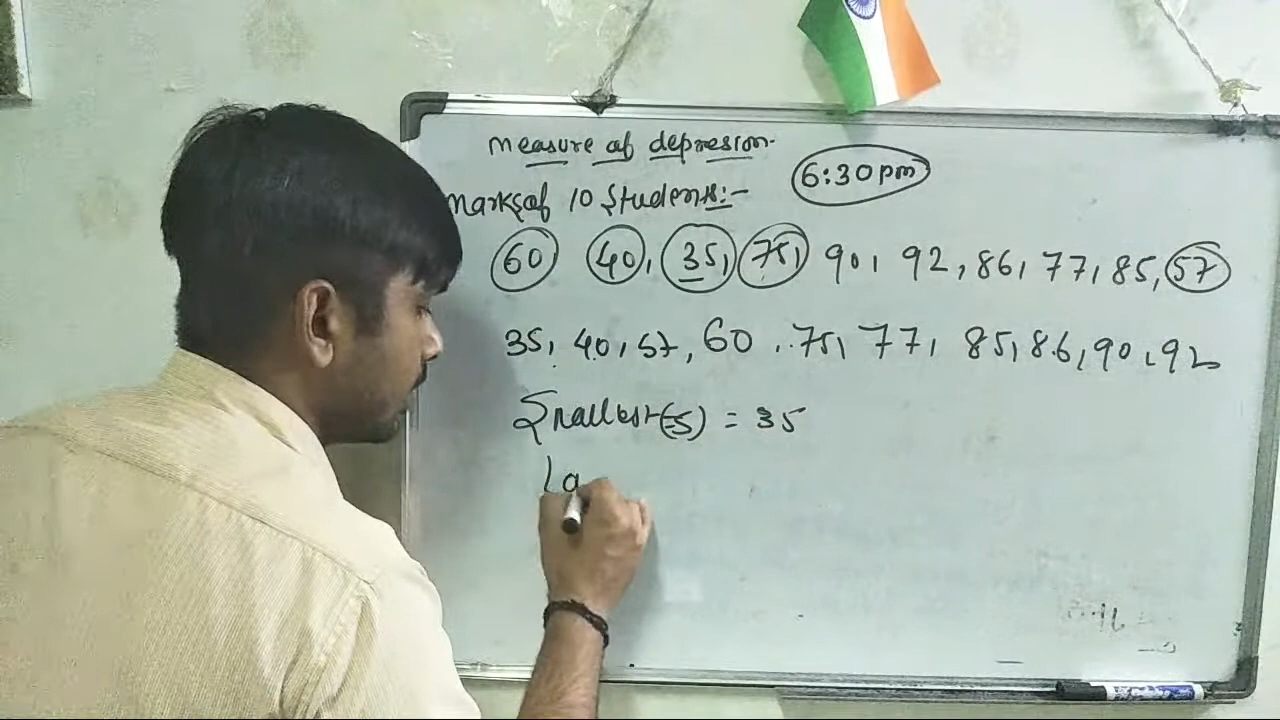 measure of depresion.
6:30pm
Marks of 10 Students:-
60 40, 35, 75, 90, 92, 86, 77, 85, 57
35, 40, 57, 60, 75, 77, 85, 86, 90, 92
Smallest(S) = 35
La